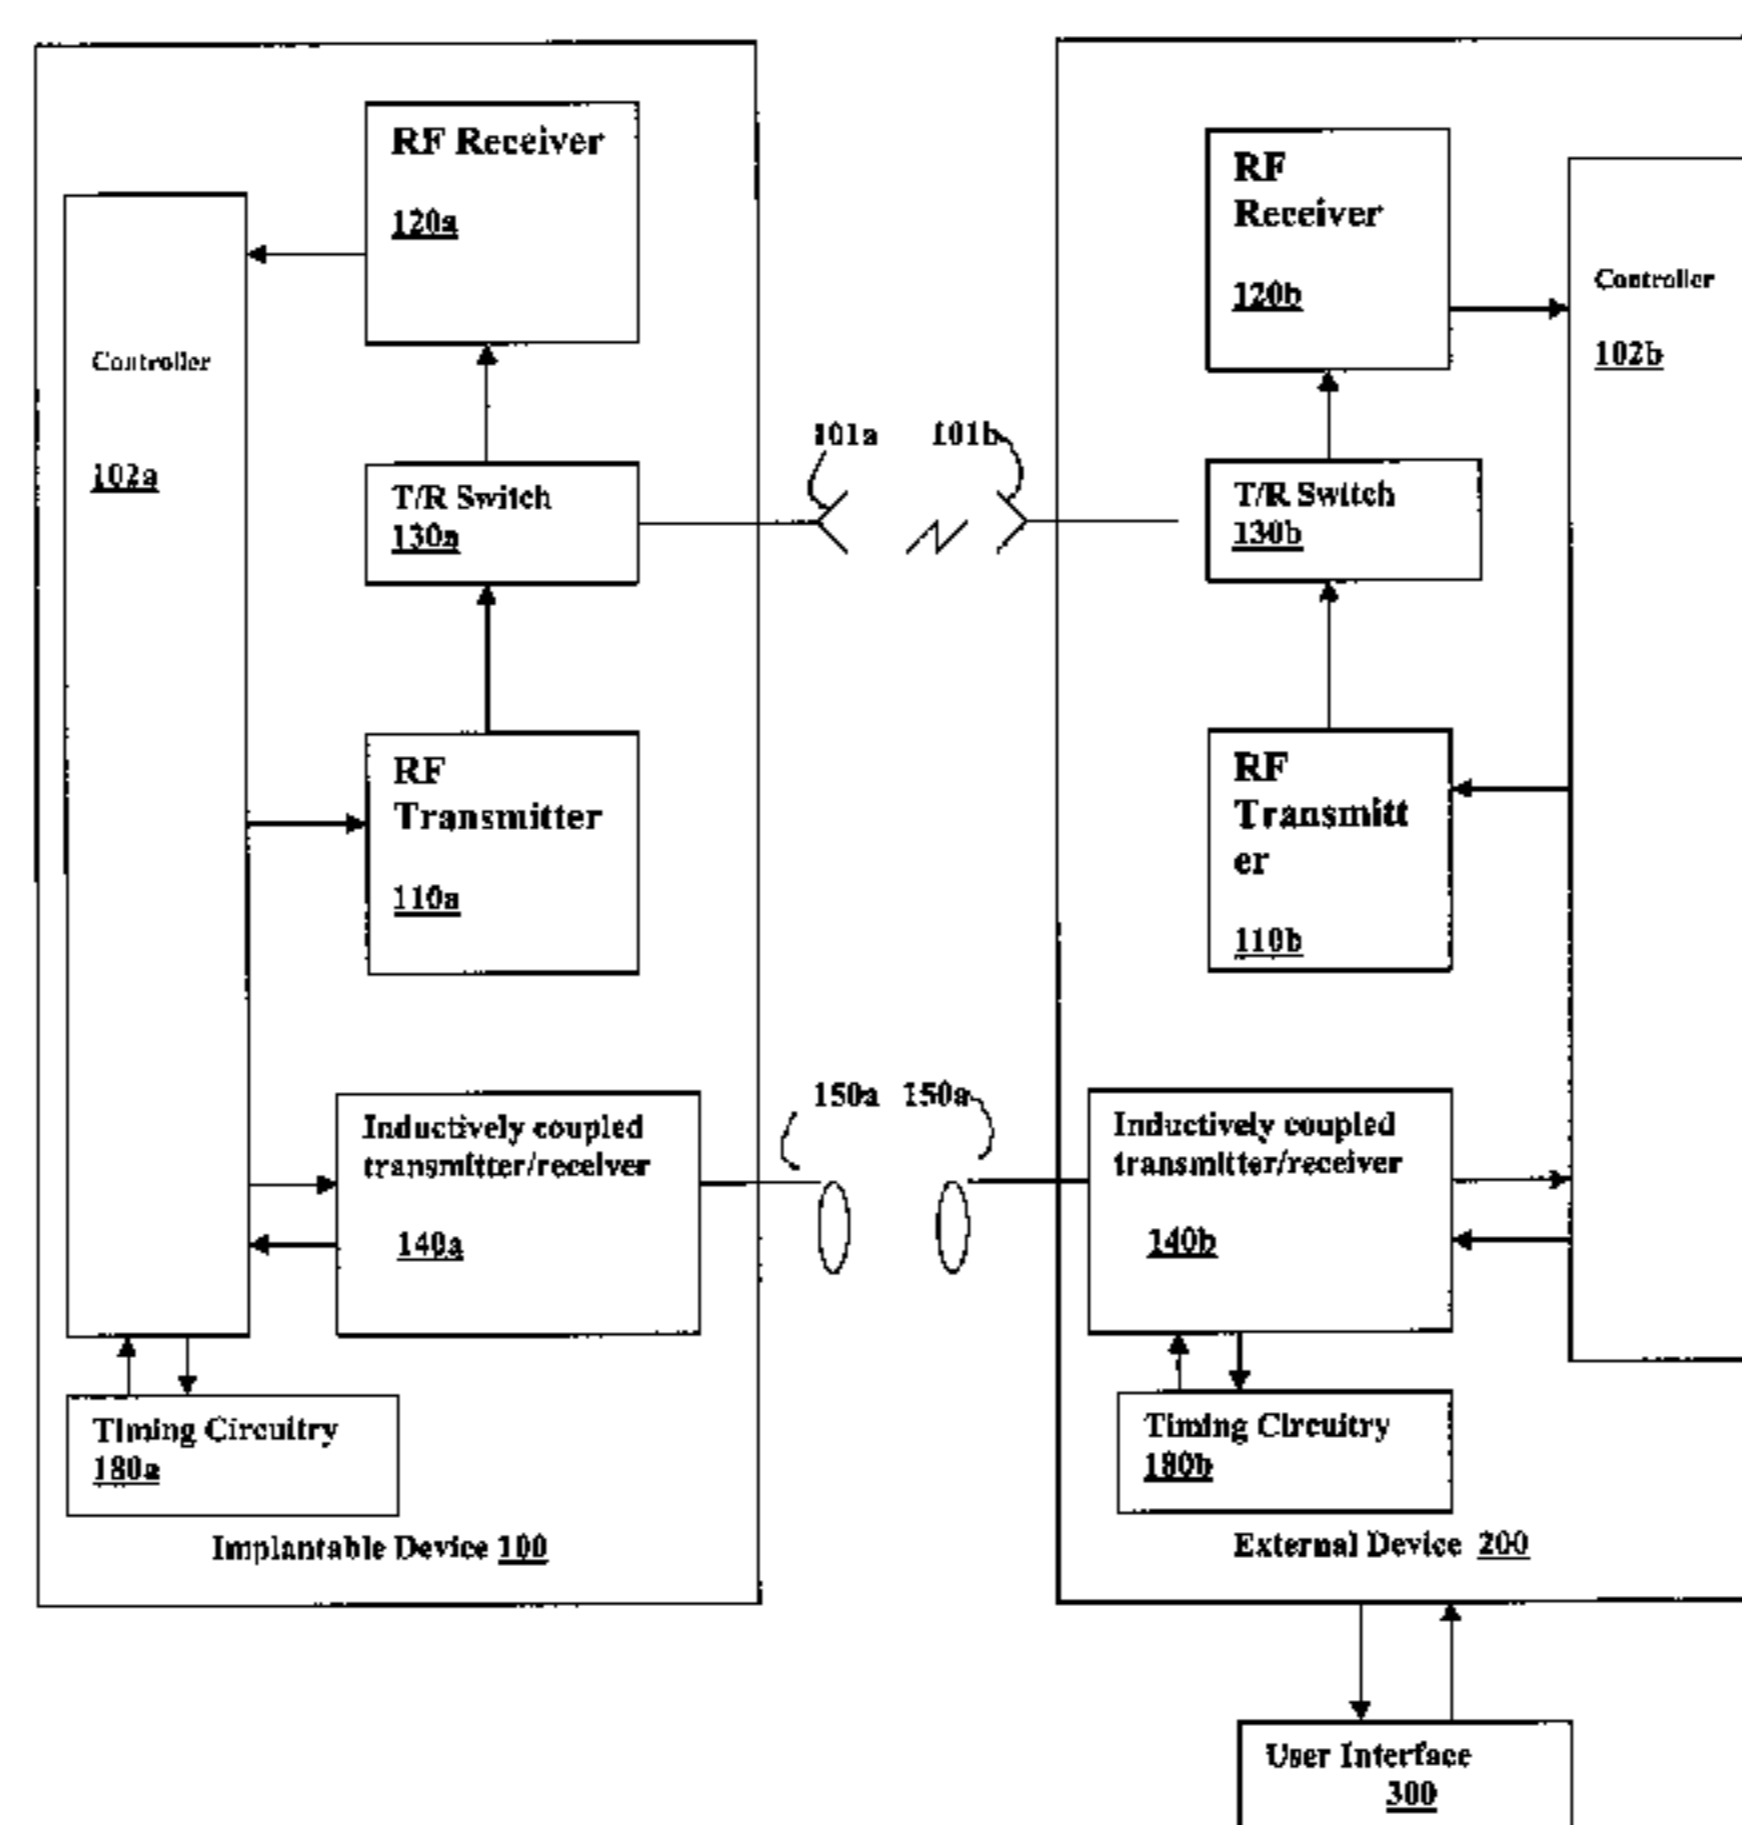 RF Receiver
120a
Controller
102a
T/R Switch
130a
RF
Transmitter
110a
Inductively coupled
transmitter/receiver
140a
Timing Circuitry
180a
Implantable Device 100
101a 101b
150a 150a
RF
Receiver
120b
Controller
102b
T/R Switch
130b
RF
Transmitt
er
110b
Inductively coupled
transmitter/receiver
140b
Timing Circuitry
180b
External Device 200
User Interface
300